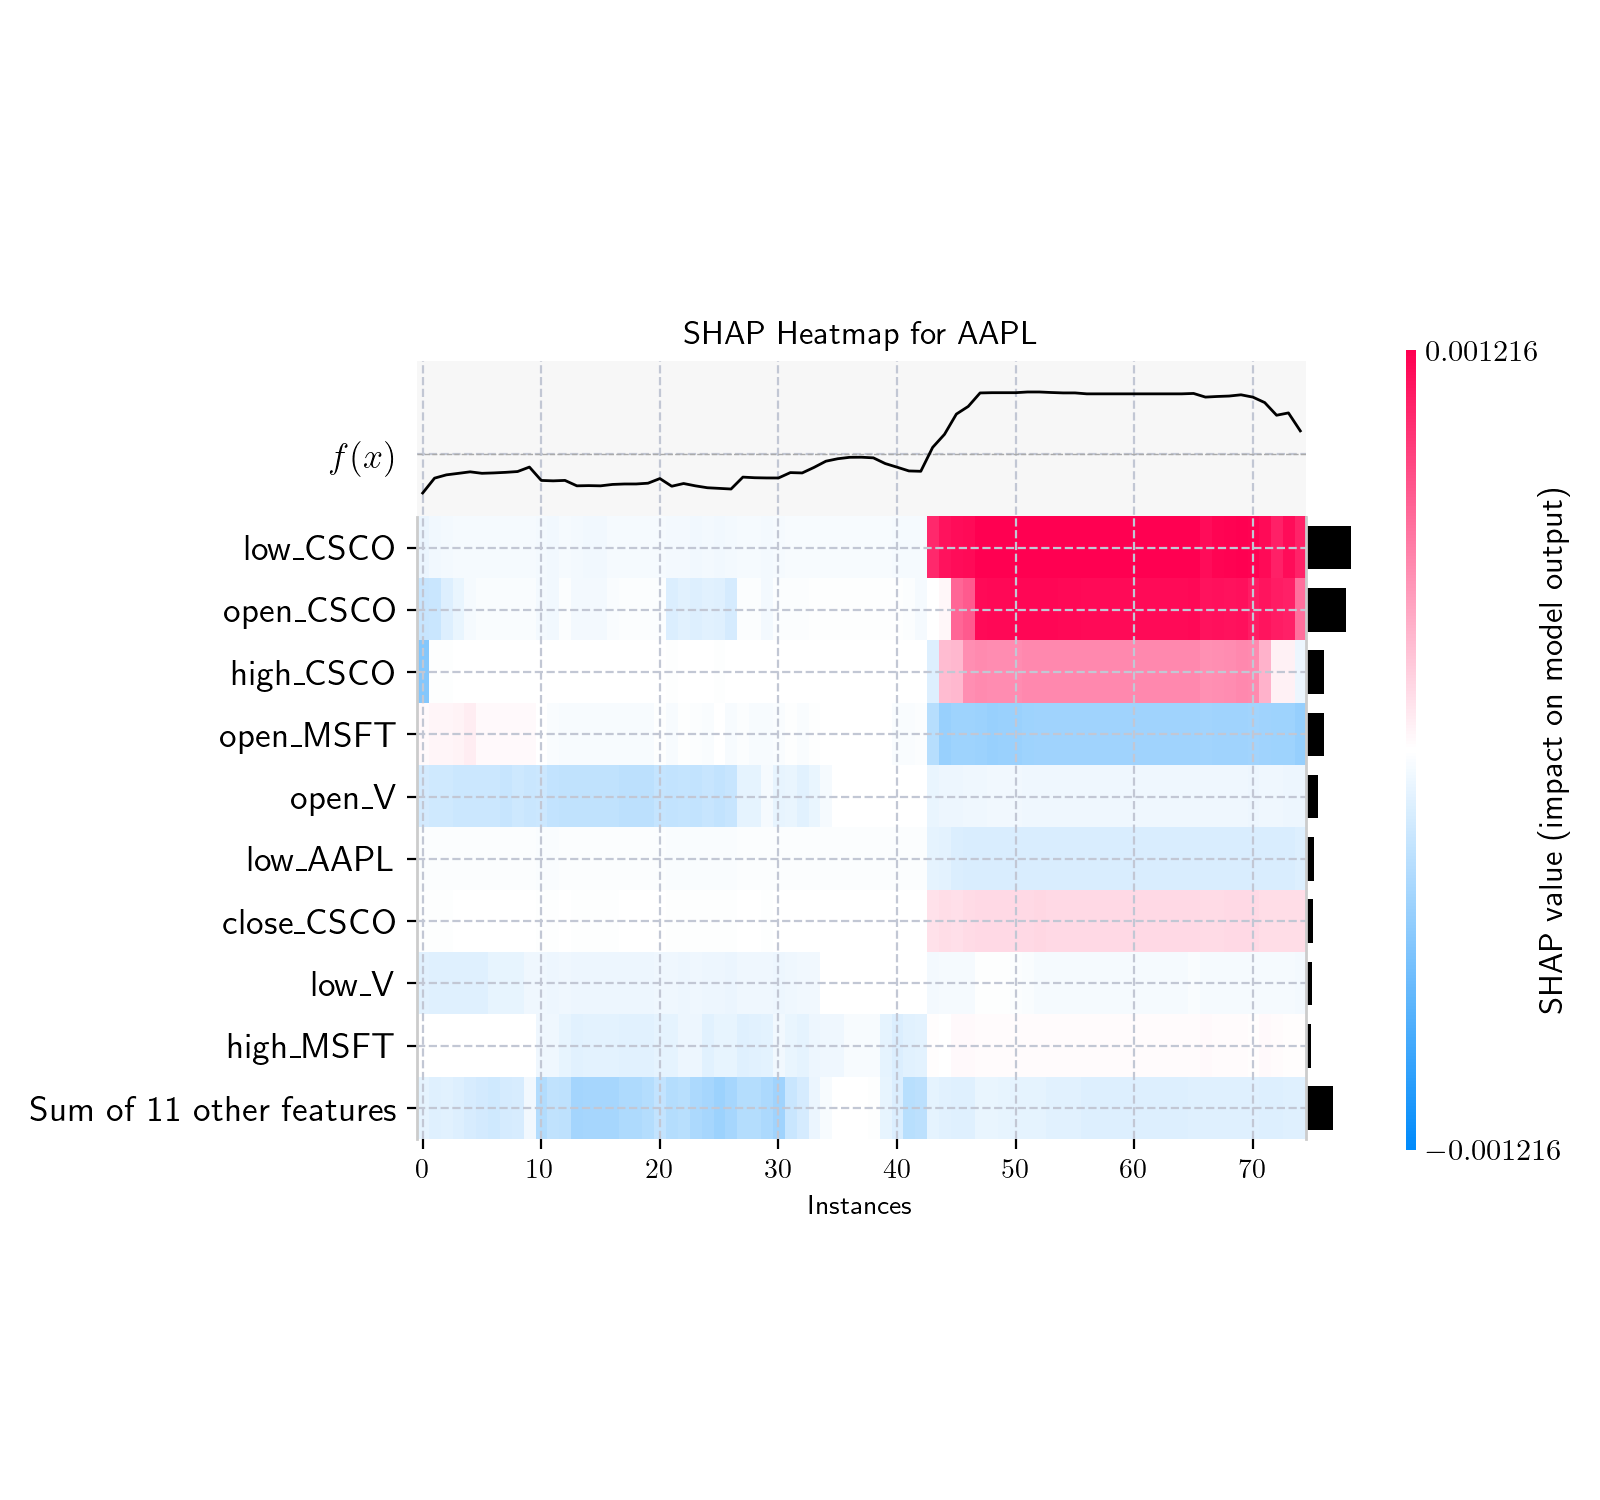 SHAP Heatmap for AAPL
f(x)
low_CSCO
open_CSCO
high_CSCO
open_MSFT
open_V
low_AAPL
close_CSCO
low_V
high_MSFT
Sum of 11 other features
0 10 20 30 40 50 60 70
Instances
0.001216
−0.001216
SHAP value (impact on model output)